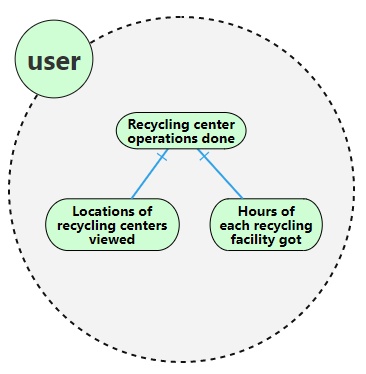 user
Recycling center
operations done
Locations of
recycling centers
viewed
Hours of
each recycling
facility got